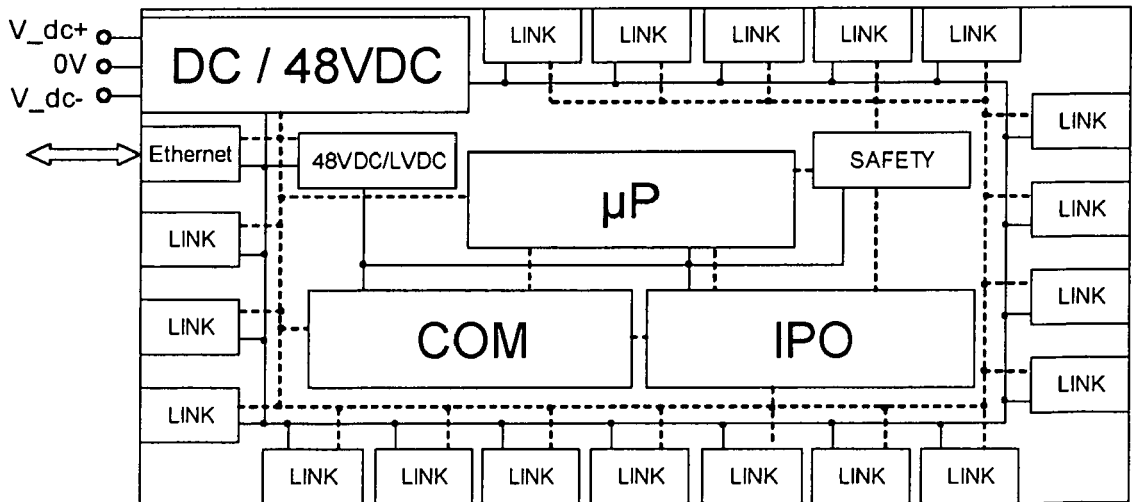 V_dc+
0V
V_dc-
DC / 48VDC
LINK
LINK
LINK
LINK
LINK
Ethernet
48VDC/LVDC
µP
SAFETY
LINK
LINK
LINK
LINK
LINK
LINK
LINK
COM
IPO
LINK
LINK
LINK
LINK
LINK
LINK
LINK